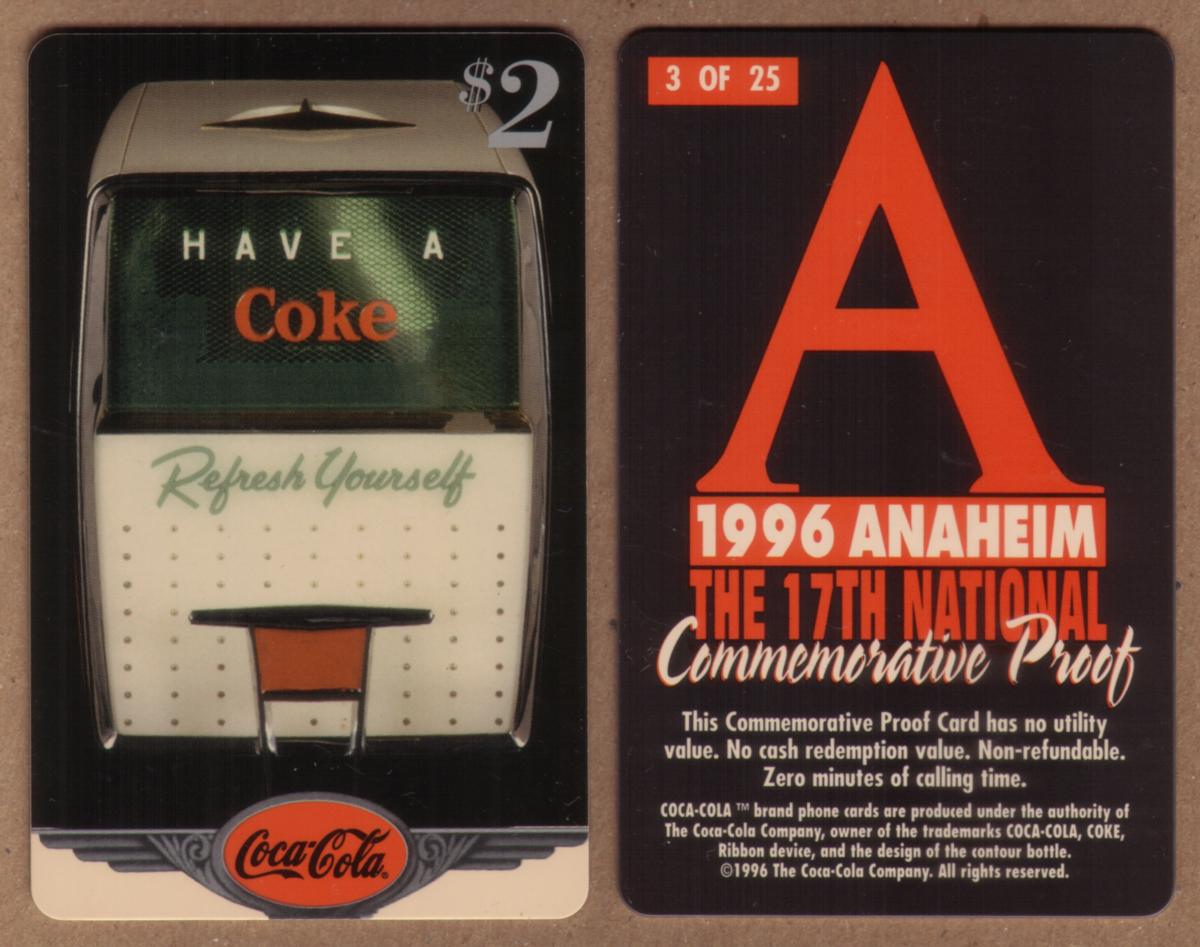 $2
HAVE A
Coke
Refresh Yourself
Coca-Cola®
3 OF 25
A
1996 ANAHEIM
THE 17TH NATIONAL
Commemorative Proof
This Commemorative Proof Card has no utility
value. No cash redemption value. Non-refundable.
Zero minutes of calling time.
COCA-COLA ™ brand phone cards are produced under the authority of
The Coca-Cola Company, owner of the trademarks COCA-COLA, COKE,
Ribbon device, and the design of the contour bottle.
©1996 The Coca-Cola Company. All rights reserved.